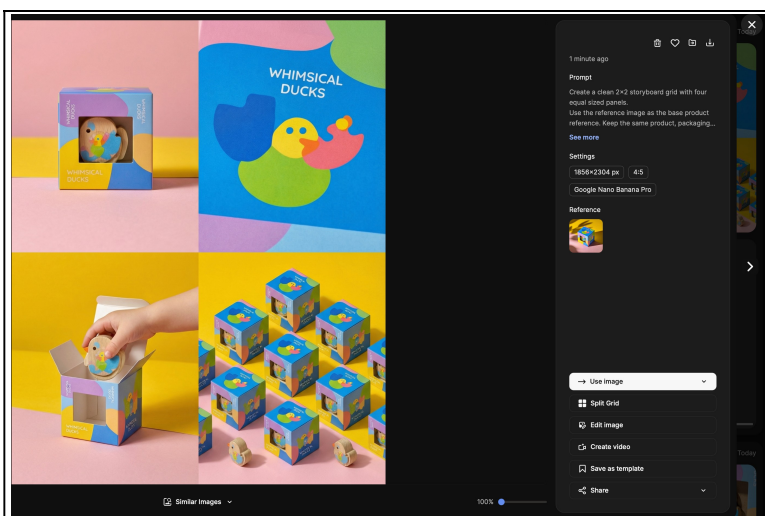 WHIMSICAL
DUCKS
WHIMSICAL
DUCKS
WHIMSICAL
DUCKS
Today
1 minute ago
Prompt
Create a clean 2×2 storyboard grid with four
equal sized panels.
Use the reference image as the base product
reference. Keep the same product, packaging...
See more
Settings
1856×2304 px
4:5
Google Nano Banana Pro
Reference
Use image
Split Grid
Edit image
Create video
Save as template
Share
Today
Similar Images
100%